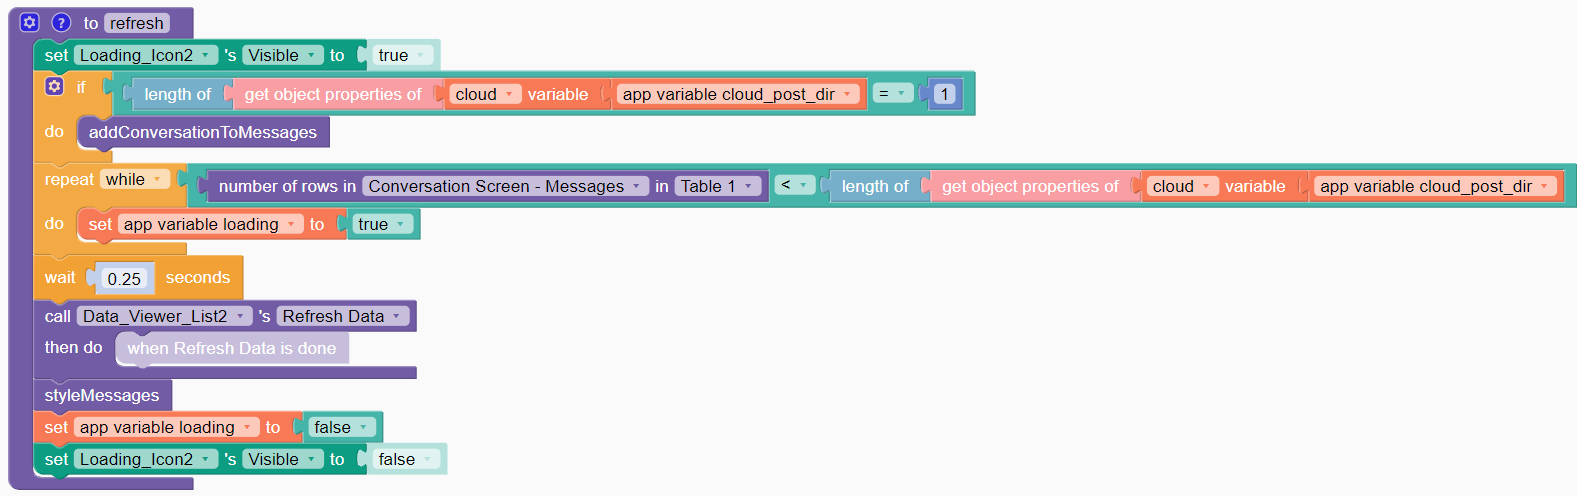 ? to refresh
set Loading_Icon2 's Visible to true
if length of get object properties of cloud variable app variable cloud_post_dir = 1
do addConversationToMessages
repeat while number of rows in Conversation Screen - Messages in Table 1 < length of get object properties of cloud variable app variable cloud_post_dir
do set app variable loading to true
wait 0.25 seconds
call Data_Viewer_List2 's Refresh Data
then do when Refresh Data is done
styleMessages
set app variable loading to false
set Loading_Icon2 's Visible to false